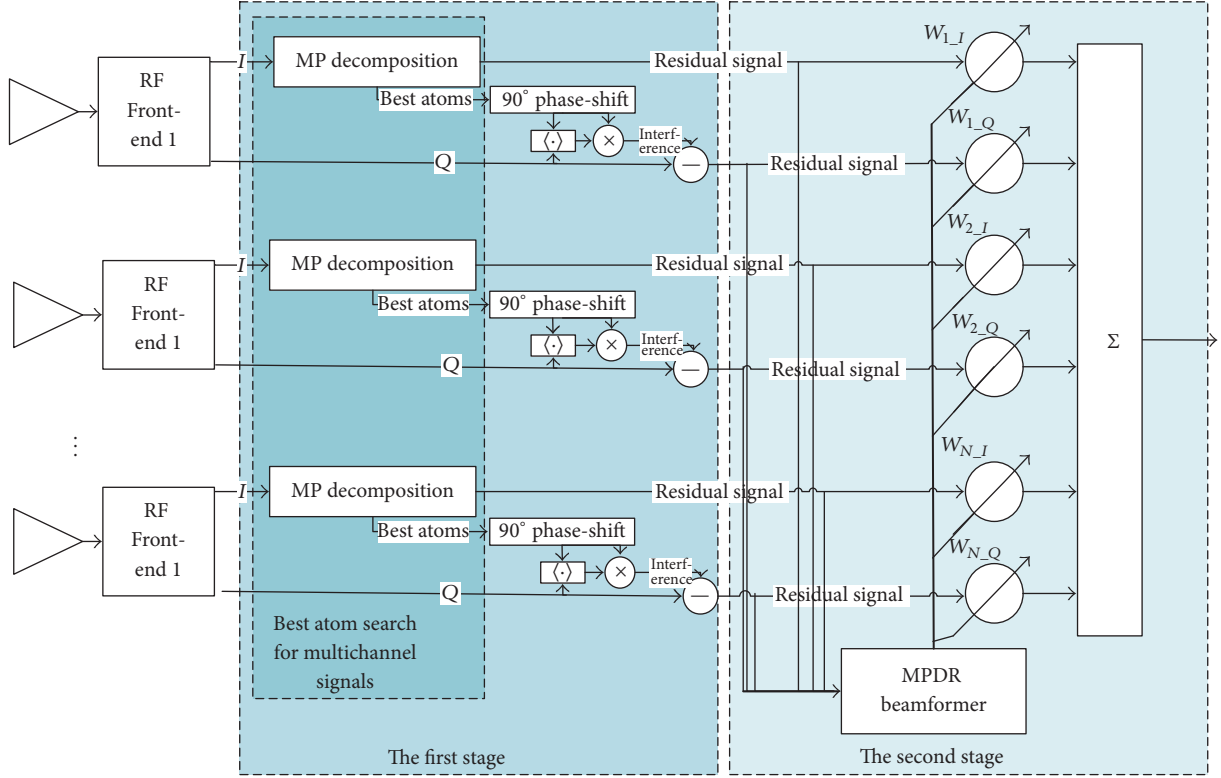 RF
Front-
end 1
I
MP decomposition
Best atoms
90° phase-shift
⟨·⟩
×
Interf-
erence
Q
—
Residual signal
Residual signal
W1_I
W1_Q
RF
Front-
end 1
I
MP decomposition
Best atoms
90° phase-shift
⟨·⟩
×
Interf-
erence
Q
—
Residual signal
Residual signal
W2_I
W2_Q
Σ
⋮
RF
Front-
end 1
I
MP decomposition
Best atoms
90° phase-shift
⟨·⟩
×
Interf-
erence
Q
—
Residual signal
Residual signal
WN_I
WN_Q
Best atom search
for multichannel
signals
MPDR
beamformer
The first stage
The second stage